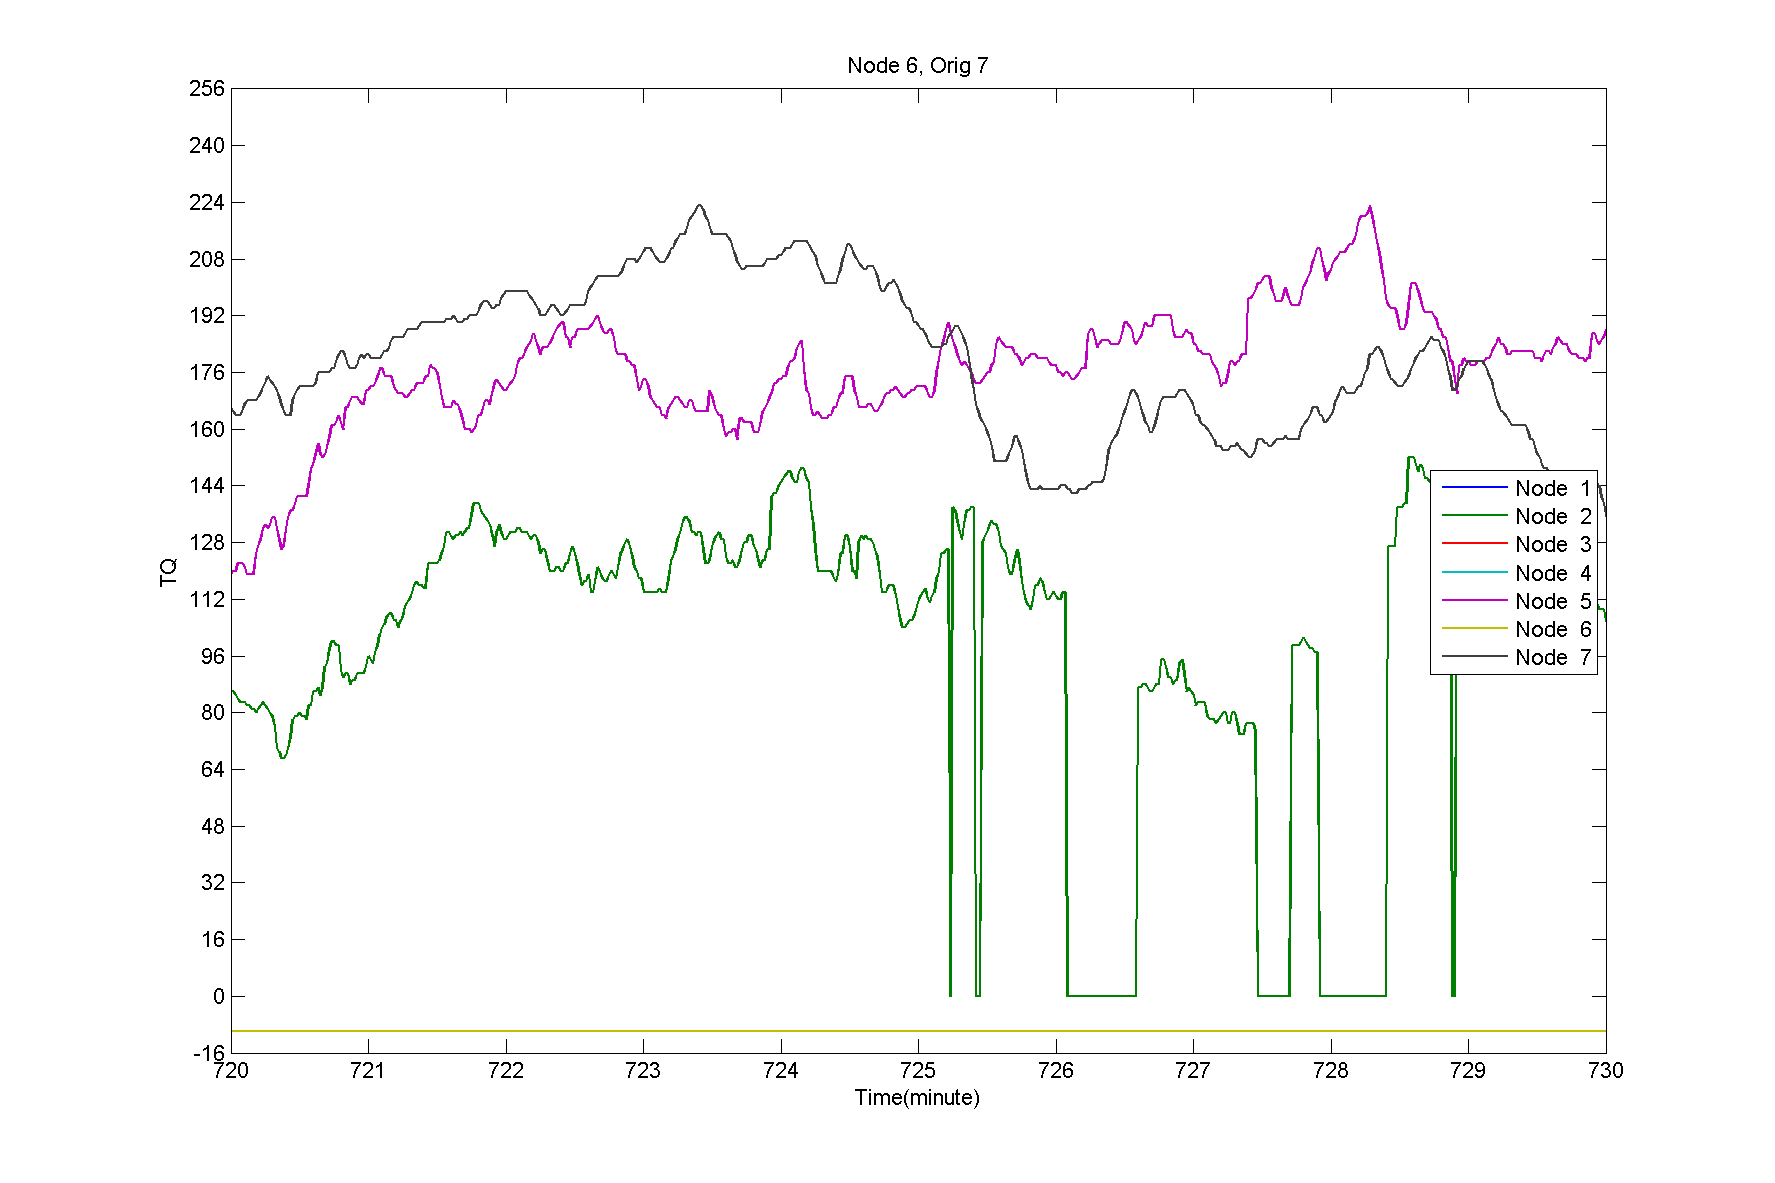 Node 6, Orig 7
256
240
224
208
192
176
160
144
128
112
96
80
64
48
32
16
0
-16
TQ
720 721 722 723 724 725 726 727 728 729 730
Time(minute)
Node 1
Node 2
Node 3
Node 4
Node 5
Node 6
Node 7